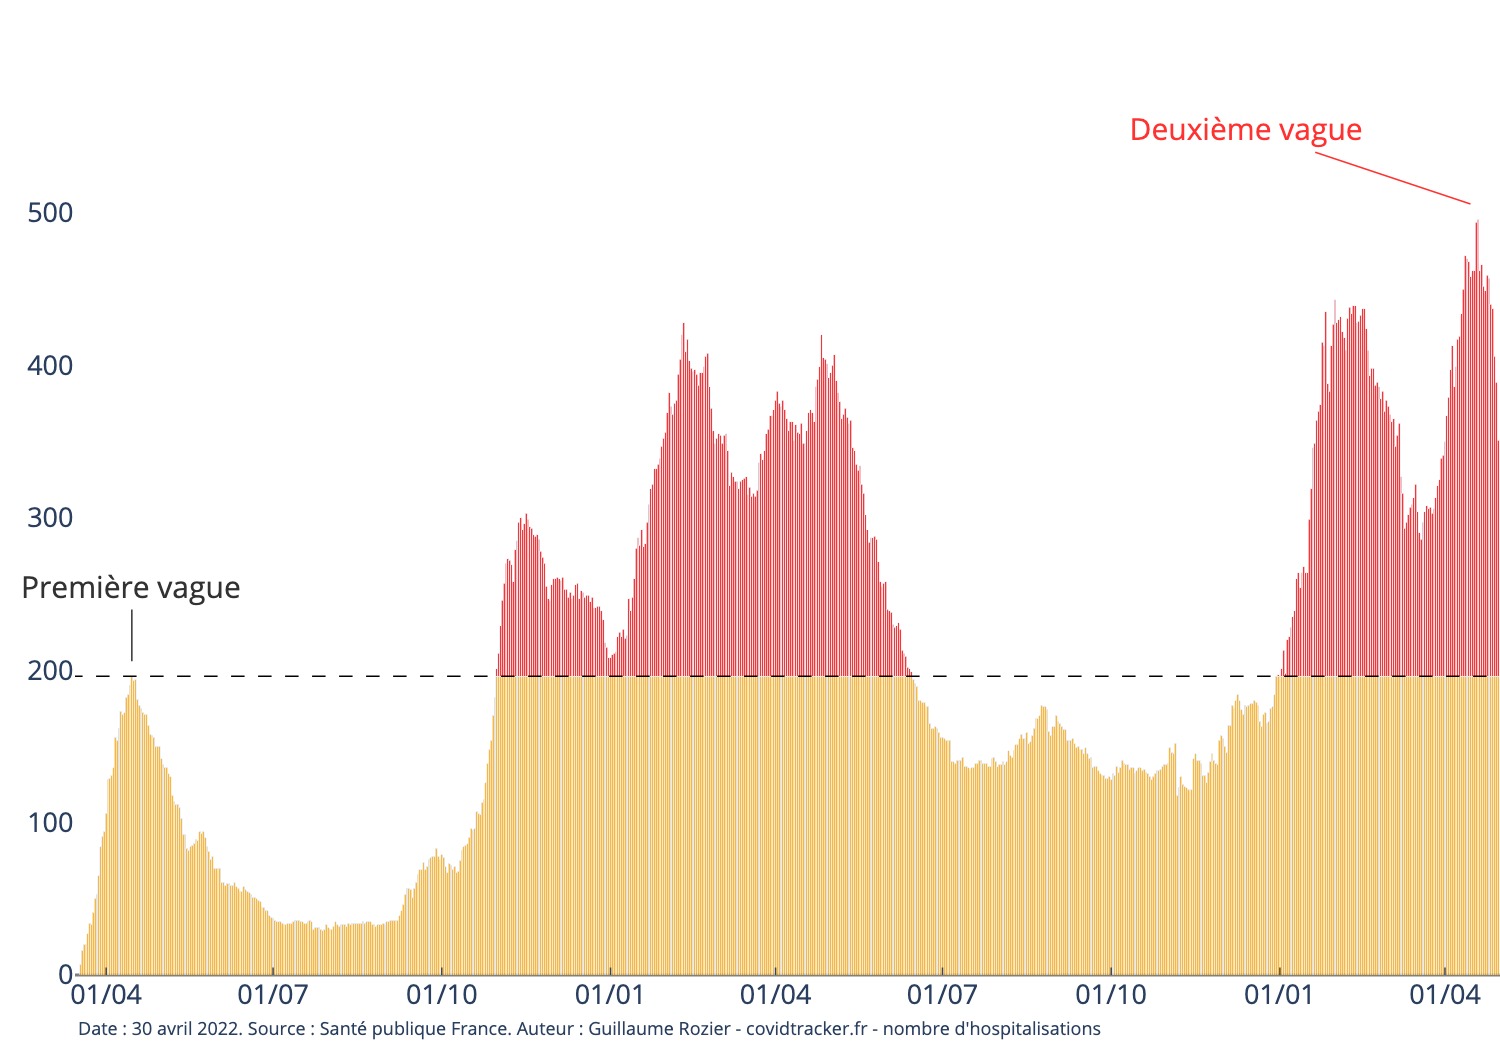 Deuxième vague
500
400
300
Première vague
200
100
0
01/04 01/07 01/10 01/01 01/04 01/07 01/10 01/01 01/04
Date : 30 avril 2022. Source : Santé publique France. Auteur : Guillaume Rozier - covidtracker.fr - nombre d'hospitalisations